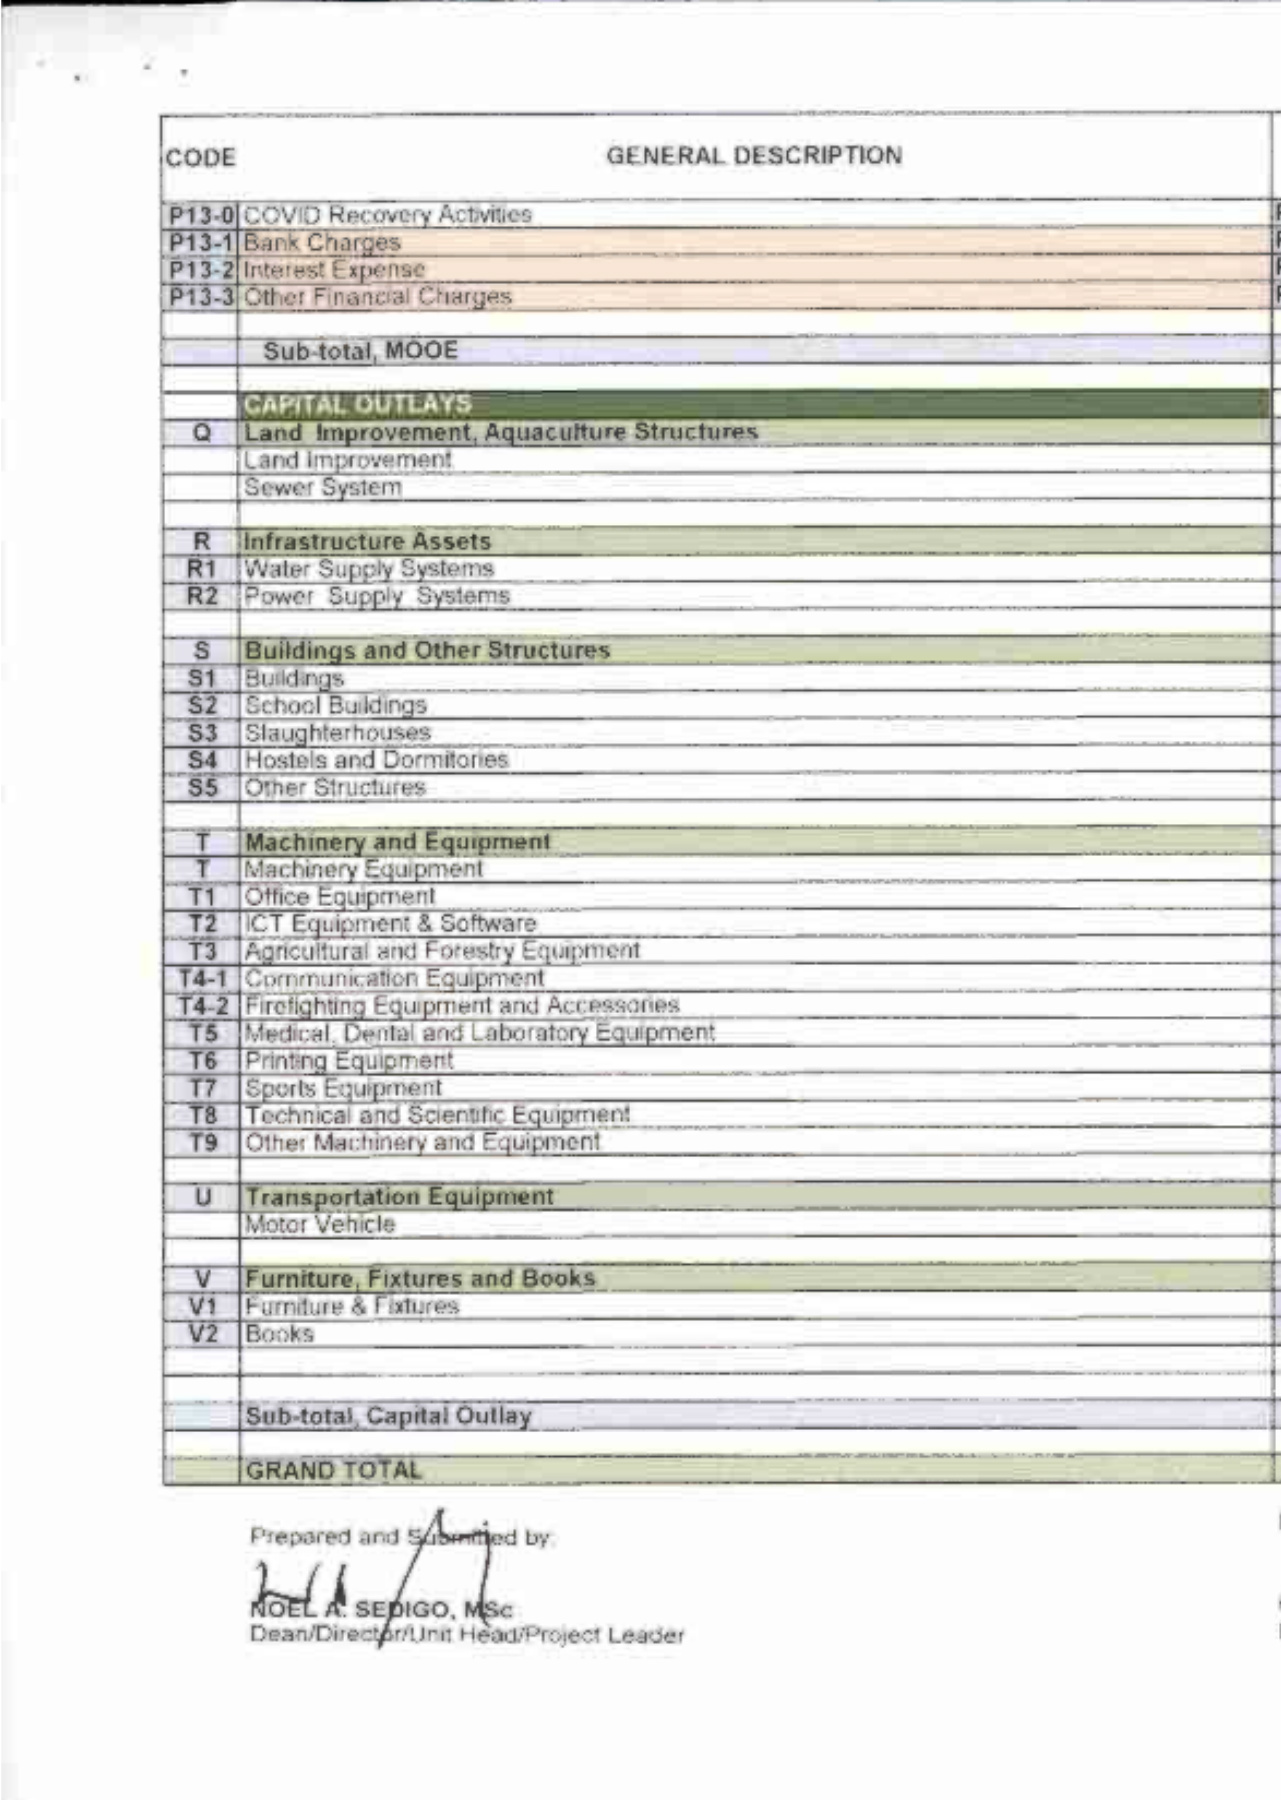 CODE GENERAL DESCRIPTION
P13-0 COVID Recovery Activities
P13-1 Bank Charges
P13-2 Interest Expense
P13-3 Other Financial Charges
Sub-total, MOOE
CAPITAL OUTLAYS
Q Land Improvement, Aquaculture Structures
Land Improvement
Sewer System
R Infrastructure Assets
R1 Water Supply Systems
R2 Power Supply Systems
S Buildings and Other Structures
S1 Buildings
S2 School Buildings
S3 Slaughterhouses
S4 Hostels and Dormitories
S5 Other Structures
T Machinery and Equipment
T Machinery Equipment
T1 Office Equipment
T2 ICT Equipment & Software
T3 Agricultural and Forestry Equipment
T4-1 Communication Equipment
T4-2 Firefighting Equipment and Accessories
T5 Medical, Dental and Laboratory Equipment
T6 Printing Equipment
T7 Sports Equipment
T8 Technical and Scientific Equipment
T9 Other Machinery and Equipment
U Transportation Equipment
Motor Vehicle
V Furniture, Fixtures and Books
V1 Furniture & Fixtures
V2 Books
Sub-total, Capital Outlay
GRAND TOTAL
Prepared and Submitted by:
NOEL A. SEDIGO, MSc
Dean/Director/Unit Head/Project Leader